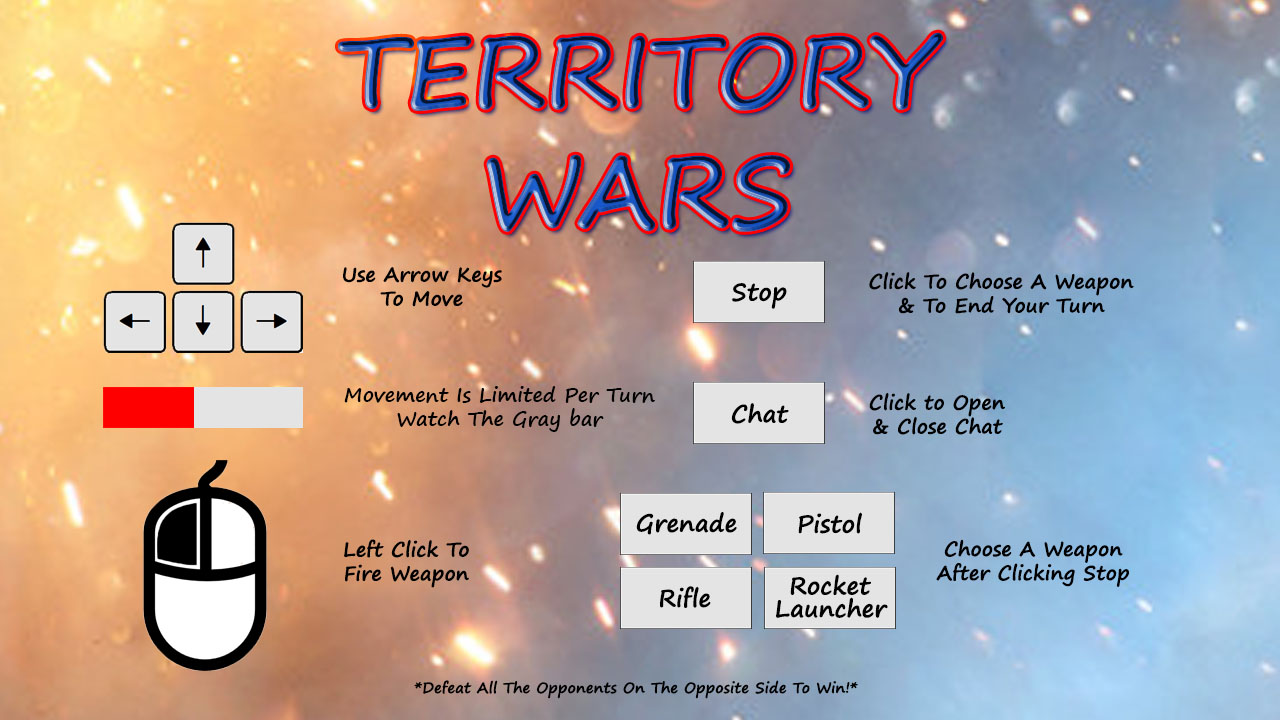 TERRITORY
WARS
Use Arrow Keys
To Move
Stop
Click To Choose A Weapon
& To End Your Turn
Movement Is Limited Per Turn
Watch The Gray bar
Chat
Click to Open
& Close Chat
Left Click To
Fire Weapon
Grenade
Pistol
Rifle
Rocket
Launcher
Choose A Weapon
After Clicking Stop
*Defeat All The Opponents On The Opposite Side To Win!*